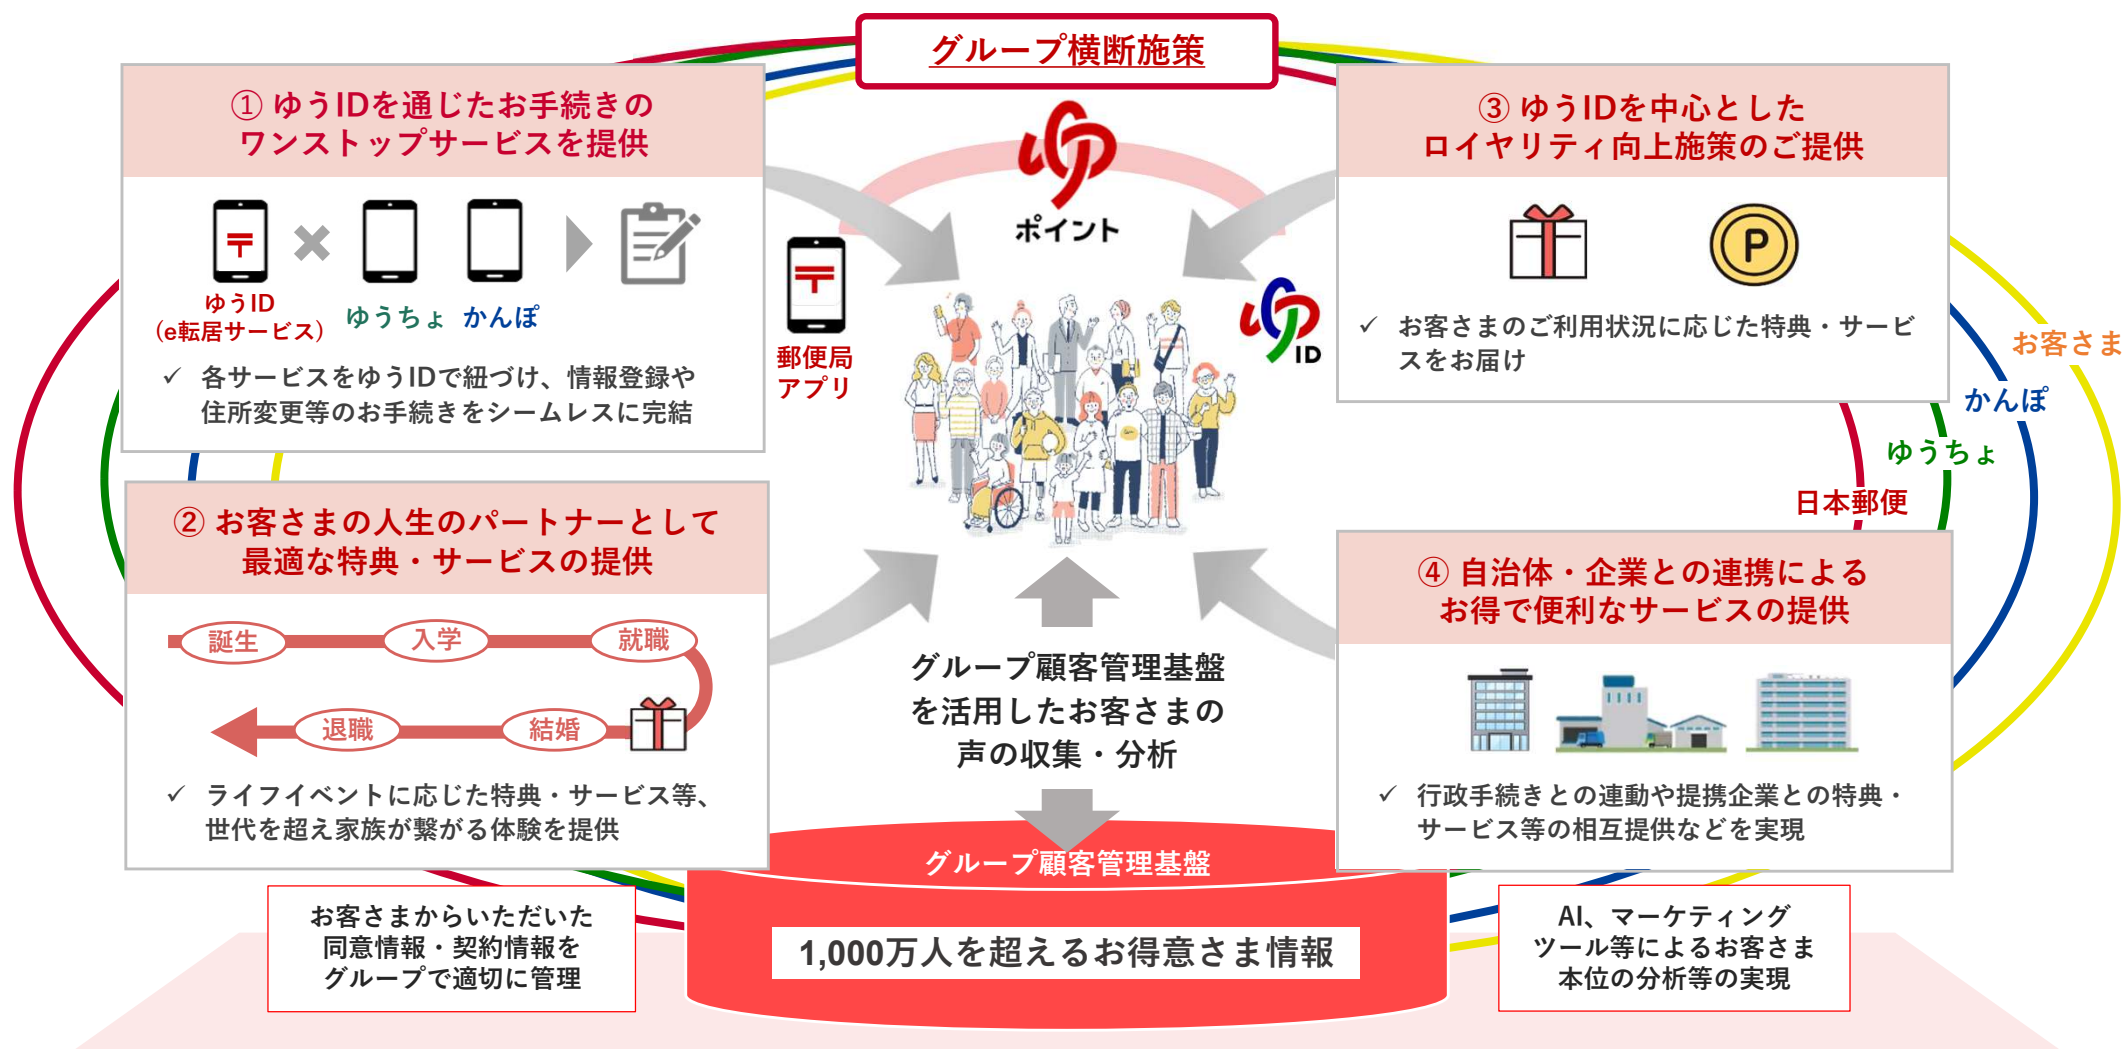 グループ横断施策
① ゆうIDを通じたお手続きの
ワンストップサービスを提供
〒
ゆうID
(e転居サービス)
ゆうちょ
かんぽ
✓ 各サービスをゆうIDで紐づけ、情報登録や
住所変更等のお手続きをシームレスに完結
② お客さまの人生のパートナーとして
最適な特典・サービスの提供
誕生
入学
就職
結婚
退職
✓ ライフイベントに応じた特典・サービス等、
世代を超え家族が繋がる体験を提供
ゆう
ポイント
〒
郵便局
アプリ
ゆう
ID
③ ゆうIDを中心とした
ロイヤリティ向上施策のご提供
P
✓ お客さまのご利用状況に応じた特典・サービ
スをお届け
お客さま
かんぽ
ゆうちょ
日本郵便
④ 自治体・企業との連携による
お得で便利なサービスの提供
✓ 行政手続きとの連動や提携企業との特典・
サービス等の相互提供などを実現
グループ顧客管理基盤
を活用したお客さまの
声の収集・分析
グループ顧客管理基盤
1,000万人を超えるお得意さま情報
お客さまからいただいた
同意情報・契約情報を
グループで適切に管理
AI、マーケティング
ツール等によるお客さま
本位の分析等の実現